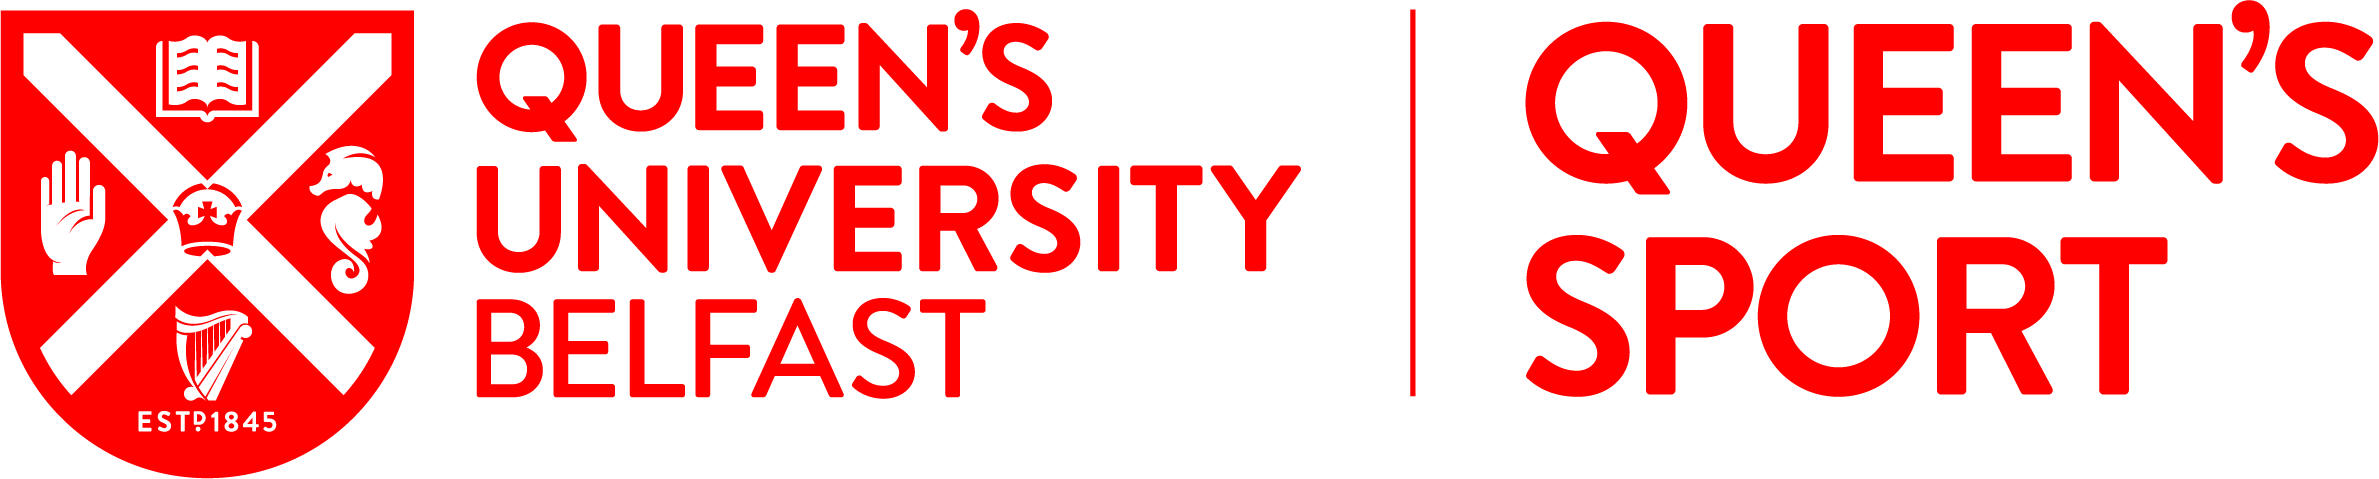 QUEEN'S
UNIVERSITY
BELFAST
QUEEN'S
SPORT
ESTD 1845